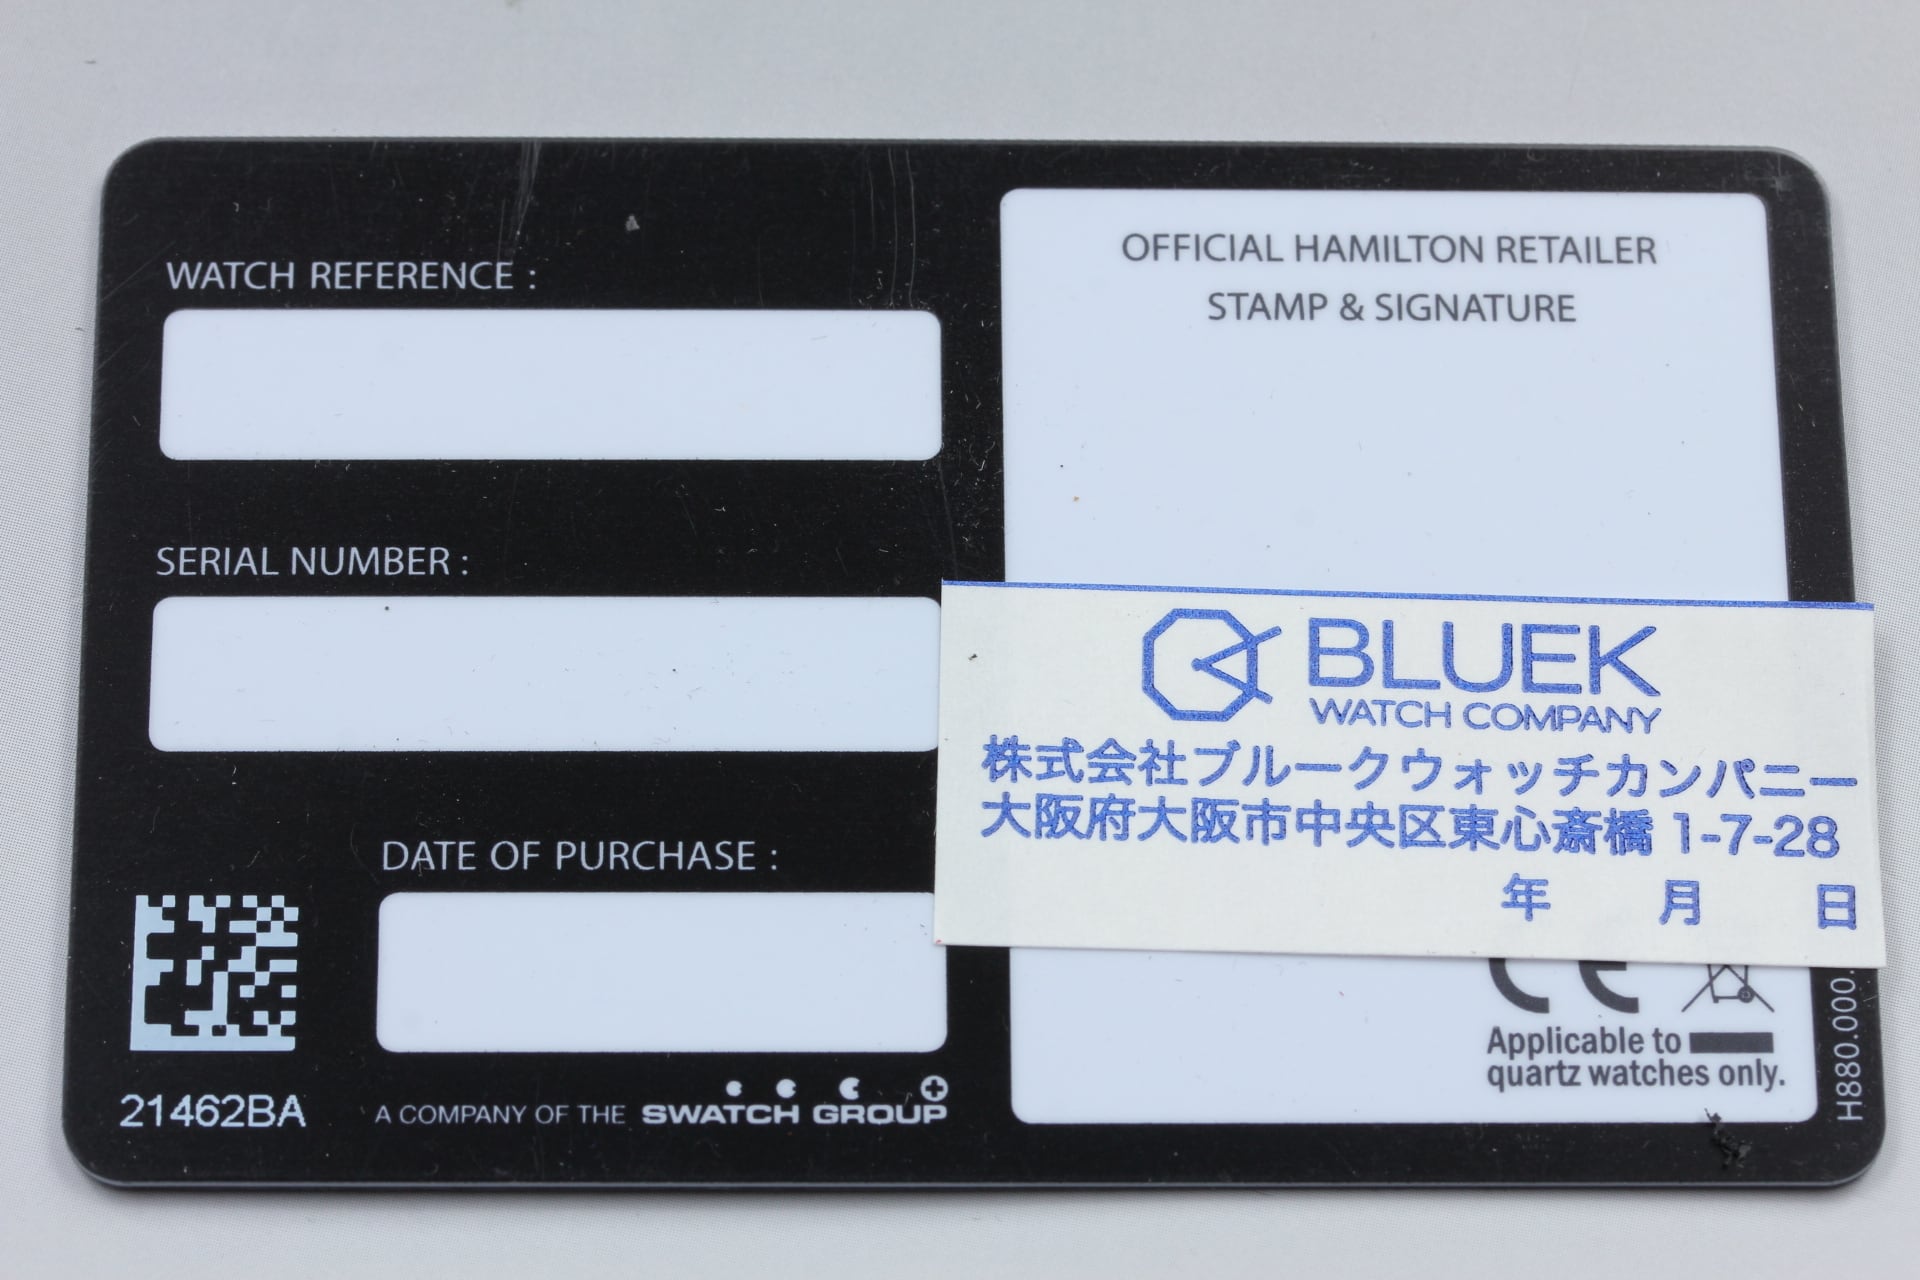 WATCH REFERENCE :
SERIAL NUMBER :
DATE OF PURCHASE :
21462BA
A COMPANY OF THE SWATCH GROUP
OFFICIAL HAMILTON RETAILER
STAMP & SIGNATURE
BLUEK
WATCH COMPANY
株式会社ブルークウォッチカンパニー
大阪府大阪市中央区東心斎橋 1-7-28
年 月 日
CE
Applicable to
quartz watches only.
H880.000.